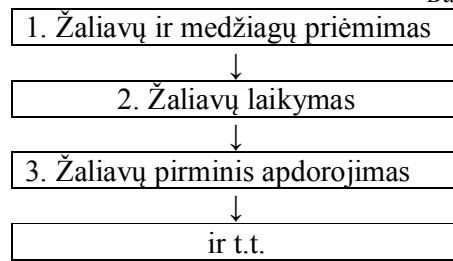 1. Žaliavų ir medžiagų priėmimas
↓
2. Žaliavų laikymas
↓
3. Žaliavų pirminis apdorojimas
↓
ir t.t.